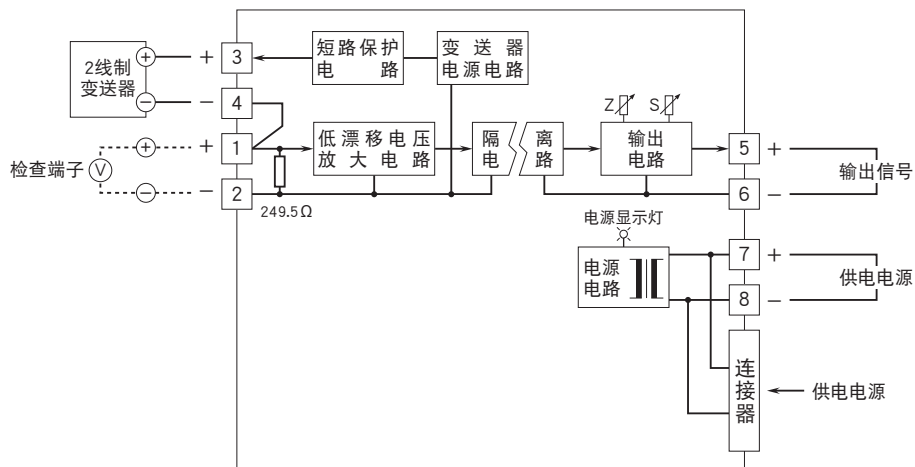 2线制
变送器
+
−
+
−
3
4
短路保护
电路
变送器
电源电路
Z
S
检查端子
V
+
−
+
−
1
2
249.5Ω
低漂移电压
放大电路
隔离
电路
输出
电路
5
6
+
−
输出信号
电源显示灯
电源
电路
7
8
+
−
供电电源
连接器
供电电源